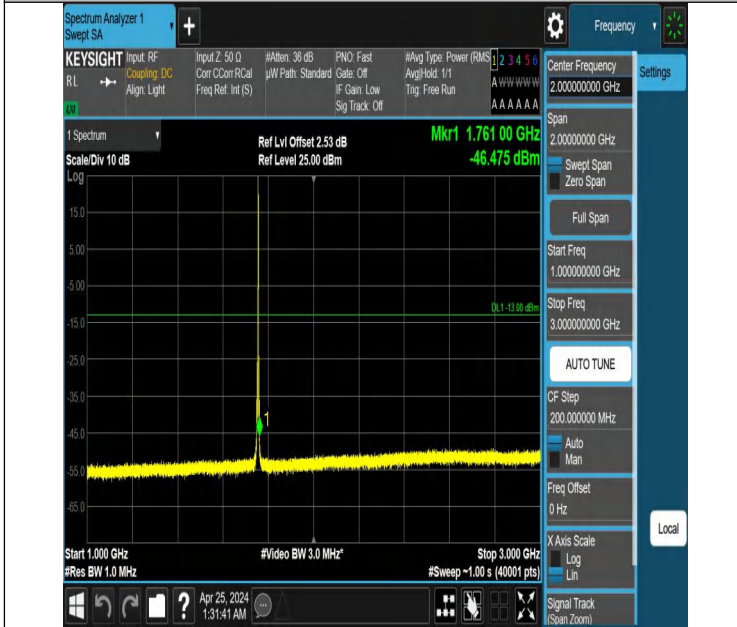 Spectrum Analyzer 1
Swept SA
+
Frequency
KEYSIGHT
RL
Input: RF
Coupling: DC
Align: Light
Input Z: 50 Ω
Corr CCorr RCal
Freq Ref: Int (S)
#Atten: 36 dB
µW Path: Standard
PNO: Fast
Gate: Off
IF Gain: Low
Sig Track: Off
#Avg Type: Power (RMS
Avg|Hold: 1/1
Trig: Free Run
1 2 3 4 5 6
A W W W W W
A A A A A A
1 Spectrum
Scale/Div 10 dB
Log
Ref Lvl Offset 2.53 dB
Ref Level 25.00 dBm
Mkr1 1.761 00 GHz
-46.475 dBm
15.0
5.00
-5.00
DL1 -13.00 dBm
-15.0
-25.0
-35.0
1
-45.0
-55.0
-65.0
Start 1.000 GHz
#Res BW 1.0 MHz
#Video BW 3.0 MHz*
Stop 3.000 GHz
#Sweep ~1.00 s (40001 pts)
?
Apr 25, 2024
1:31:41 AM
Center Frequency
2.000000000 GHz
Settings
Span
2.00000000 GHz
Swept Span
Zero Span
Full Span
Start Freq
1.000000000 GHz
Stop Freq
3.000000000 GHz
AUTO TUNE
CF Step
200.000000 MHz
Auto
Man
Freq Offset
0 Hz
X Axis Scale
Log
Lin
Local
Signal Track
(Span Zoom)